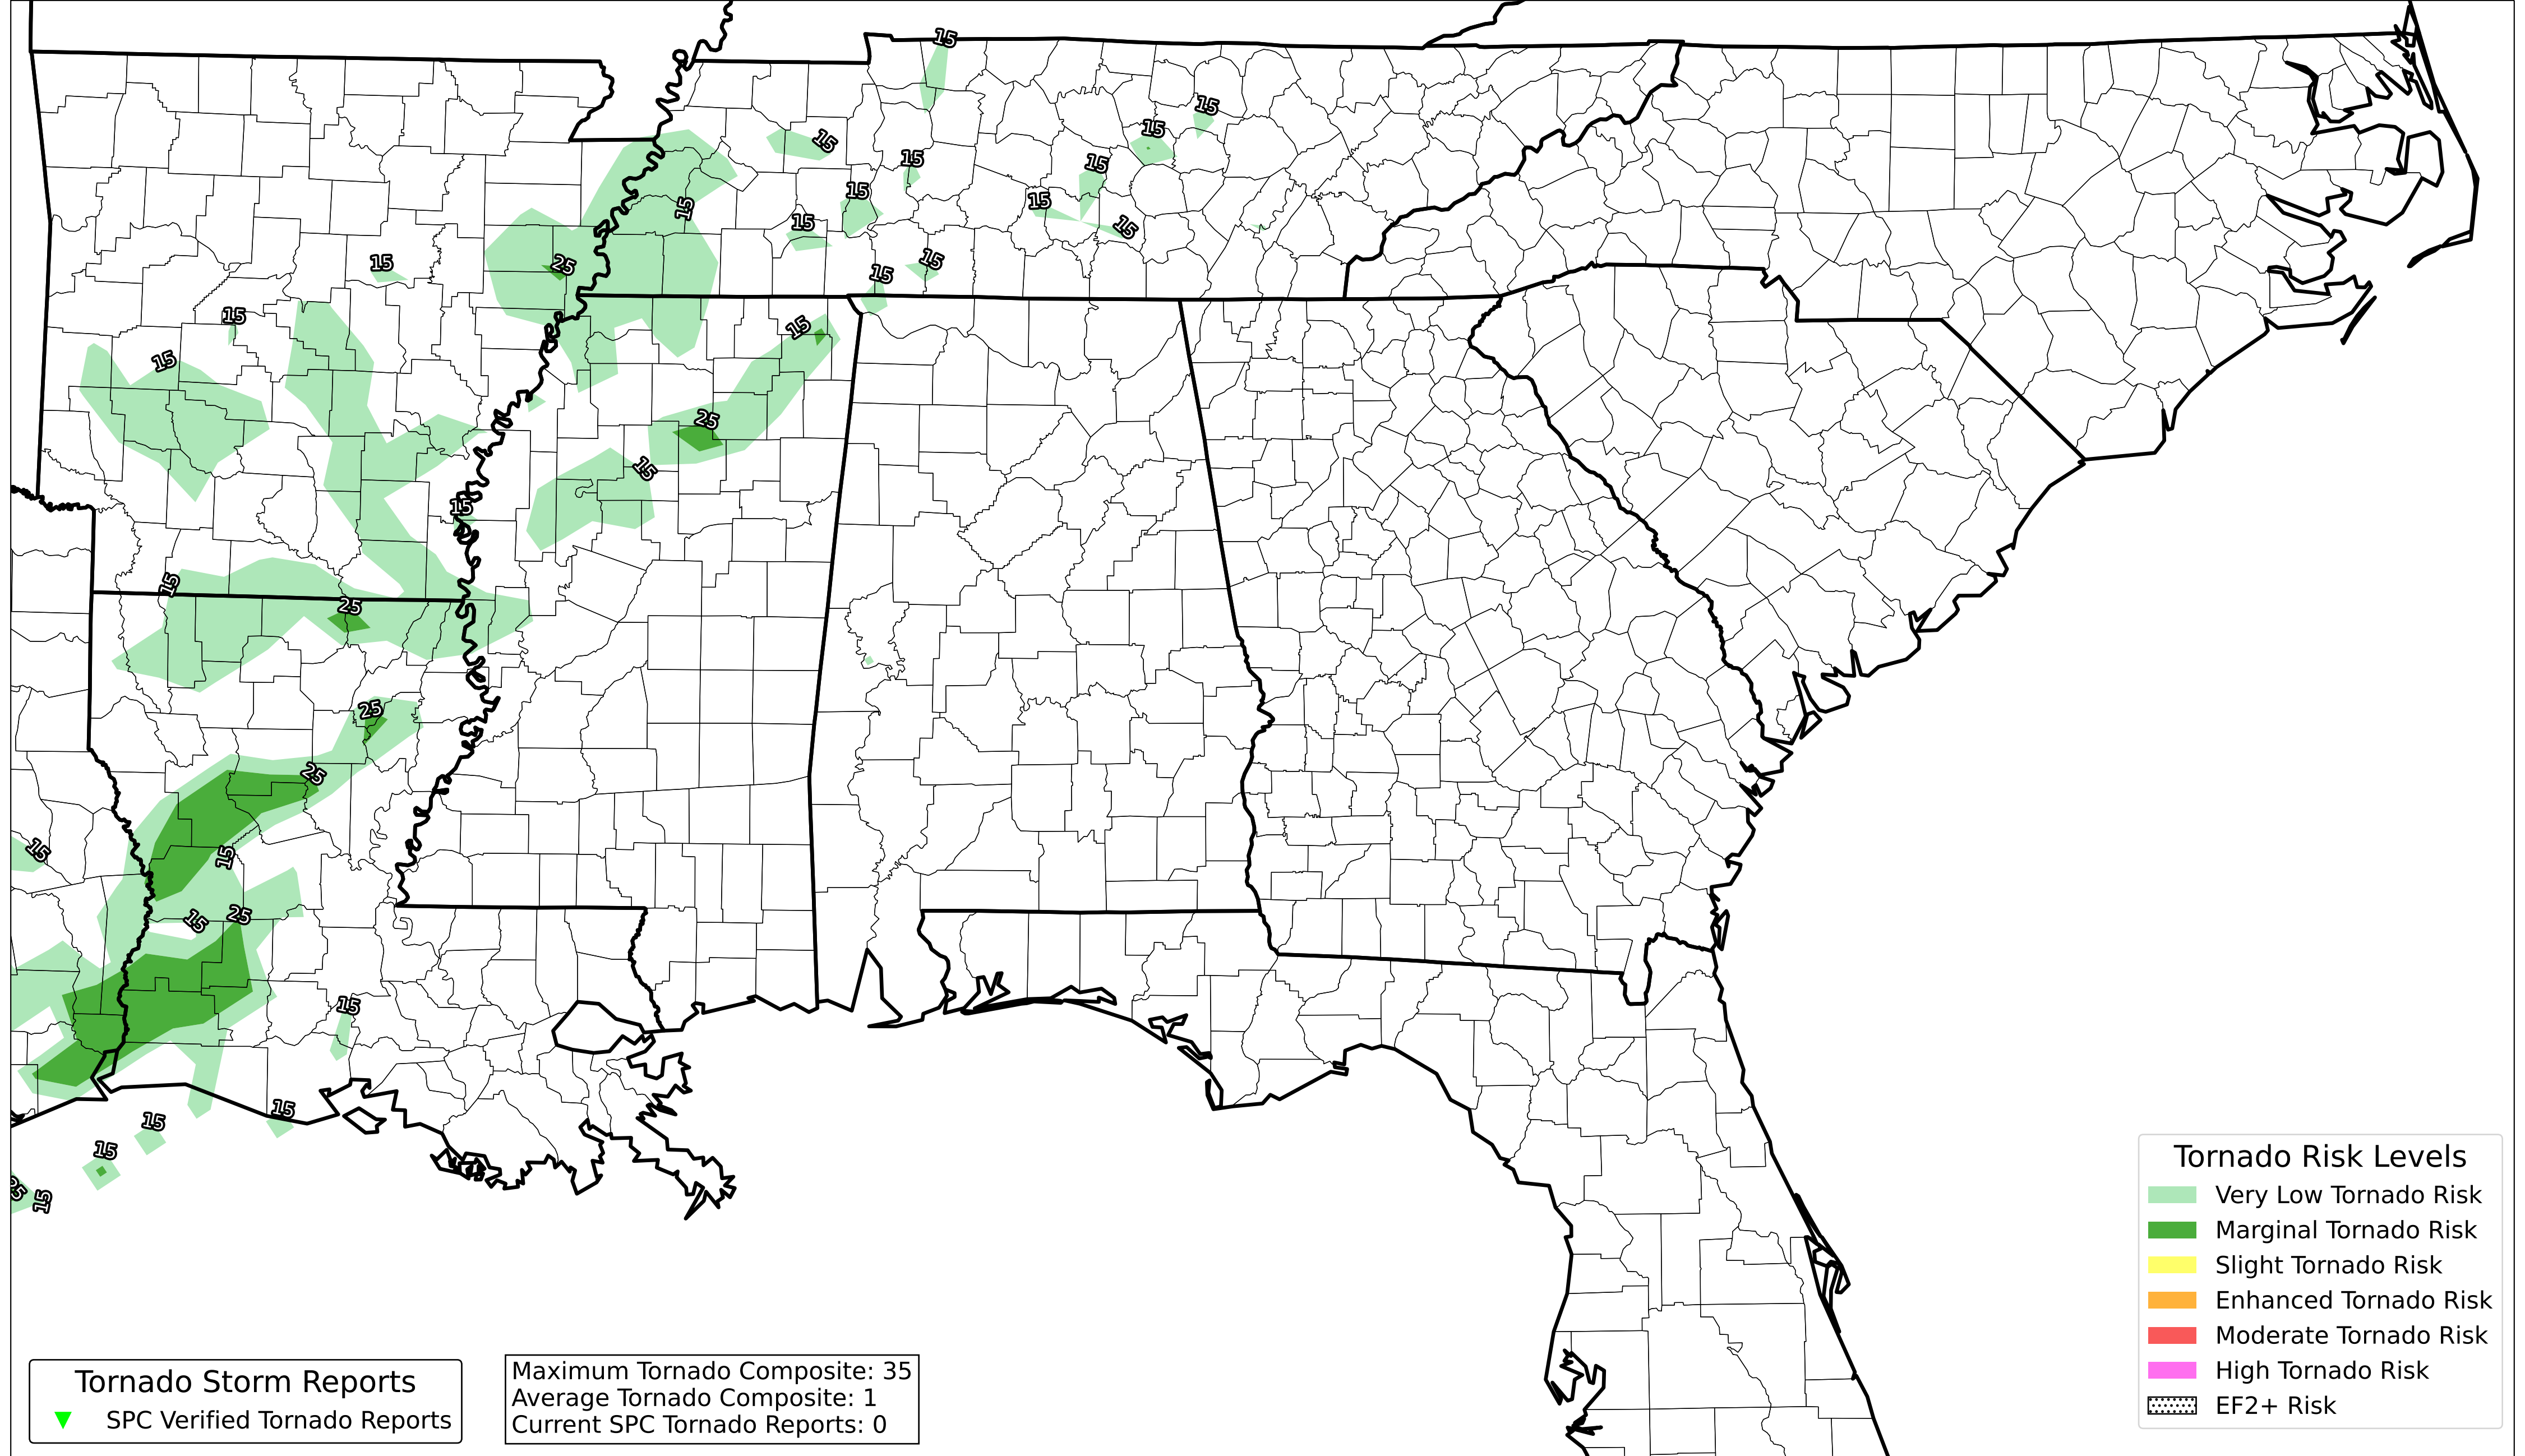 15
15
15
15
15
15
15
15
15
15
15
15
15
25
15
15
15
15
15
25
15
15
15
25
25
25
15
15
15
25
15
15
15
15
25
15
Tornado Risk Levels
Very Low Tornado Risk
Marginal Tornado Risk
Slight Tornado Risk
Enhanced Tornado Risk
Moderate Tornado Risk
High Tornado Risk
EF2+ Risk
Tornado Storm Reports
SPC Verified Tornado Reports
Maximum Tornado Composite: 35
Average Tornado Composite: 1
Current SPC Tornado Reports: 0